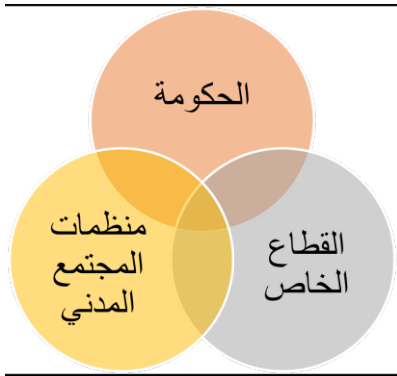 الحكومة
القطاع
الخاص
منظمات
المجتمع
المدني